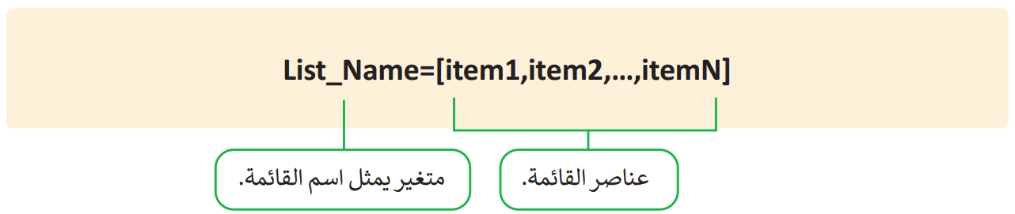 List_Name=[item1,item2,...,itemN]
متغير يمثل اسم القائمة.
عناصر القائمة.